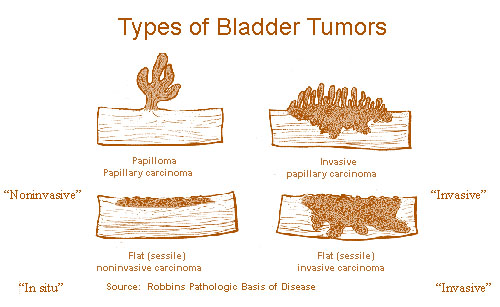 Types of Bladder Tumors
Papilloma
Papillary carcinoma
Invasive
papillary carcinoma
“Noninvasive”
“Invasive”
Flat (sessile)
noninvasive carcinoma
Flat (sessile)
invasive carcinoma
“In situ”
Source: Robbins Pathologic Basis of Disease
“Invasive”